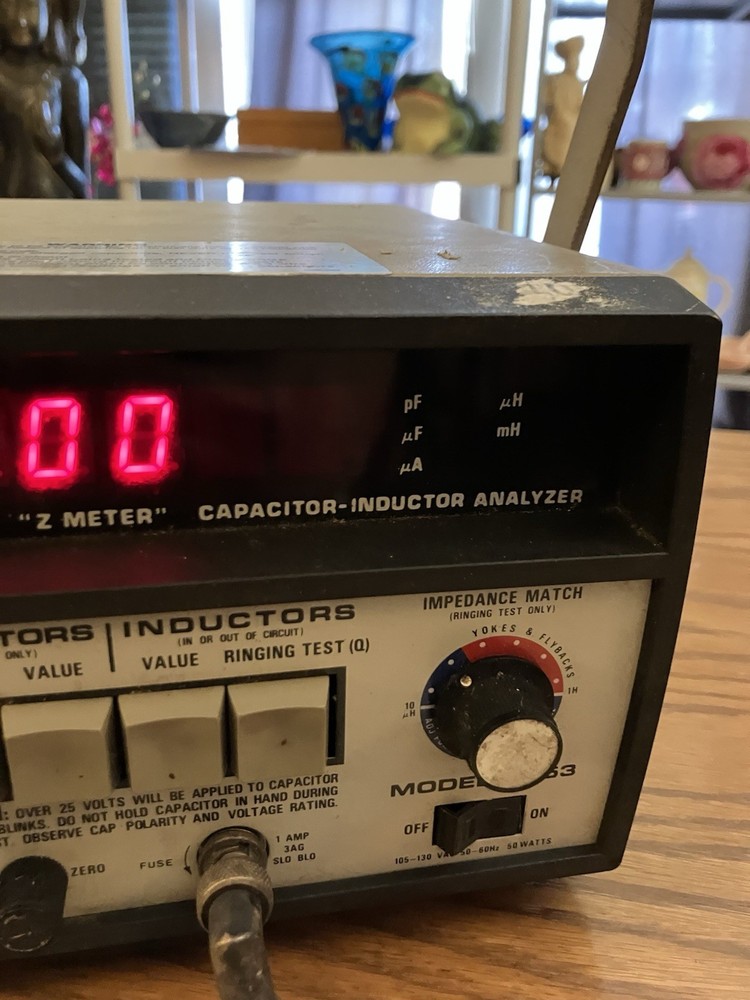 00
pF
µH
µF
mH
µA
"Z METER" CAPACITOR-INDUCTOR ANALYZER
TORS
ONLY)
VALUE
INDUCTORS
(IN OR OUT OF CIRCUIT)
VALUE RINGING TEST (Q)
IMPEDANCE MATCH
(RINGING TEST ONLY)
YOKES & FLYBACKS
10
µH
1H
: OVER 25 VOLTS WILL BE APPLIED TO CAPACITOR
BLINKS. DO NOT HOLD CAPACITOR IN HAND DURING
T. OBSERVE CAP POLARITY AND VOLTAGE RATING.
MODE 53
OFF ON
105-130 VAC 50-60Hz 50 WATTS
ZERO
FUSE
1 AMP
3AG
SLO BLO